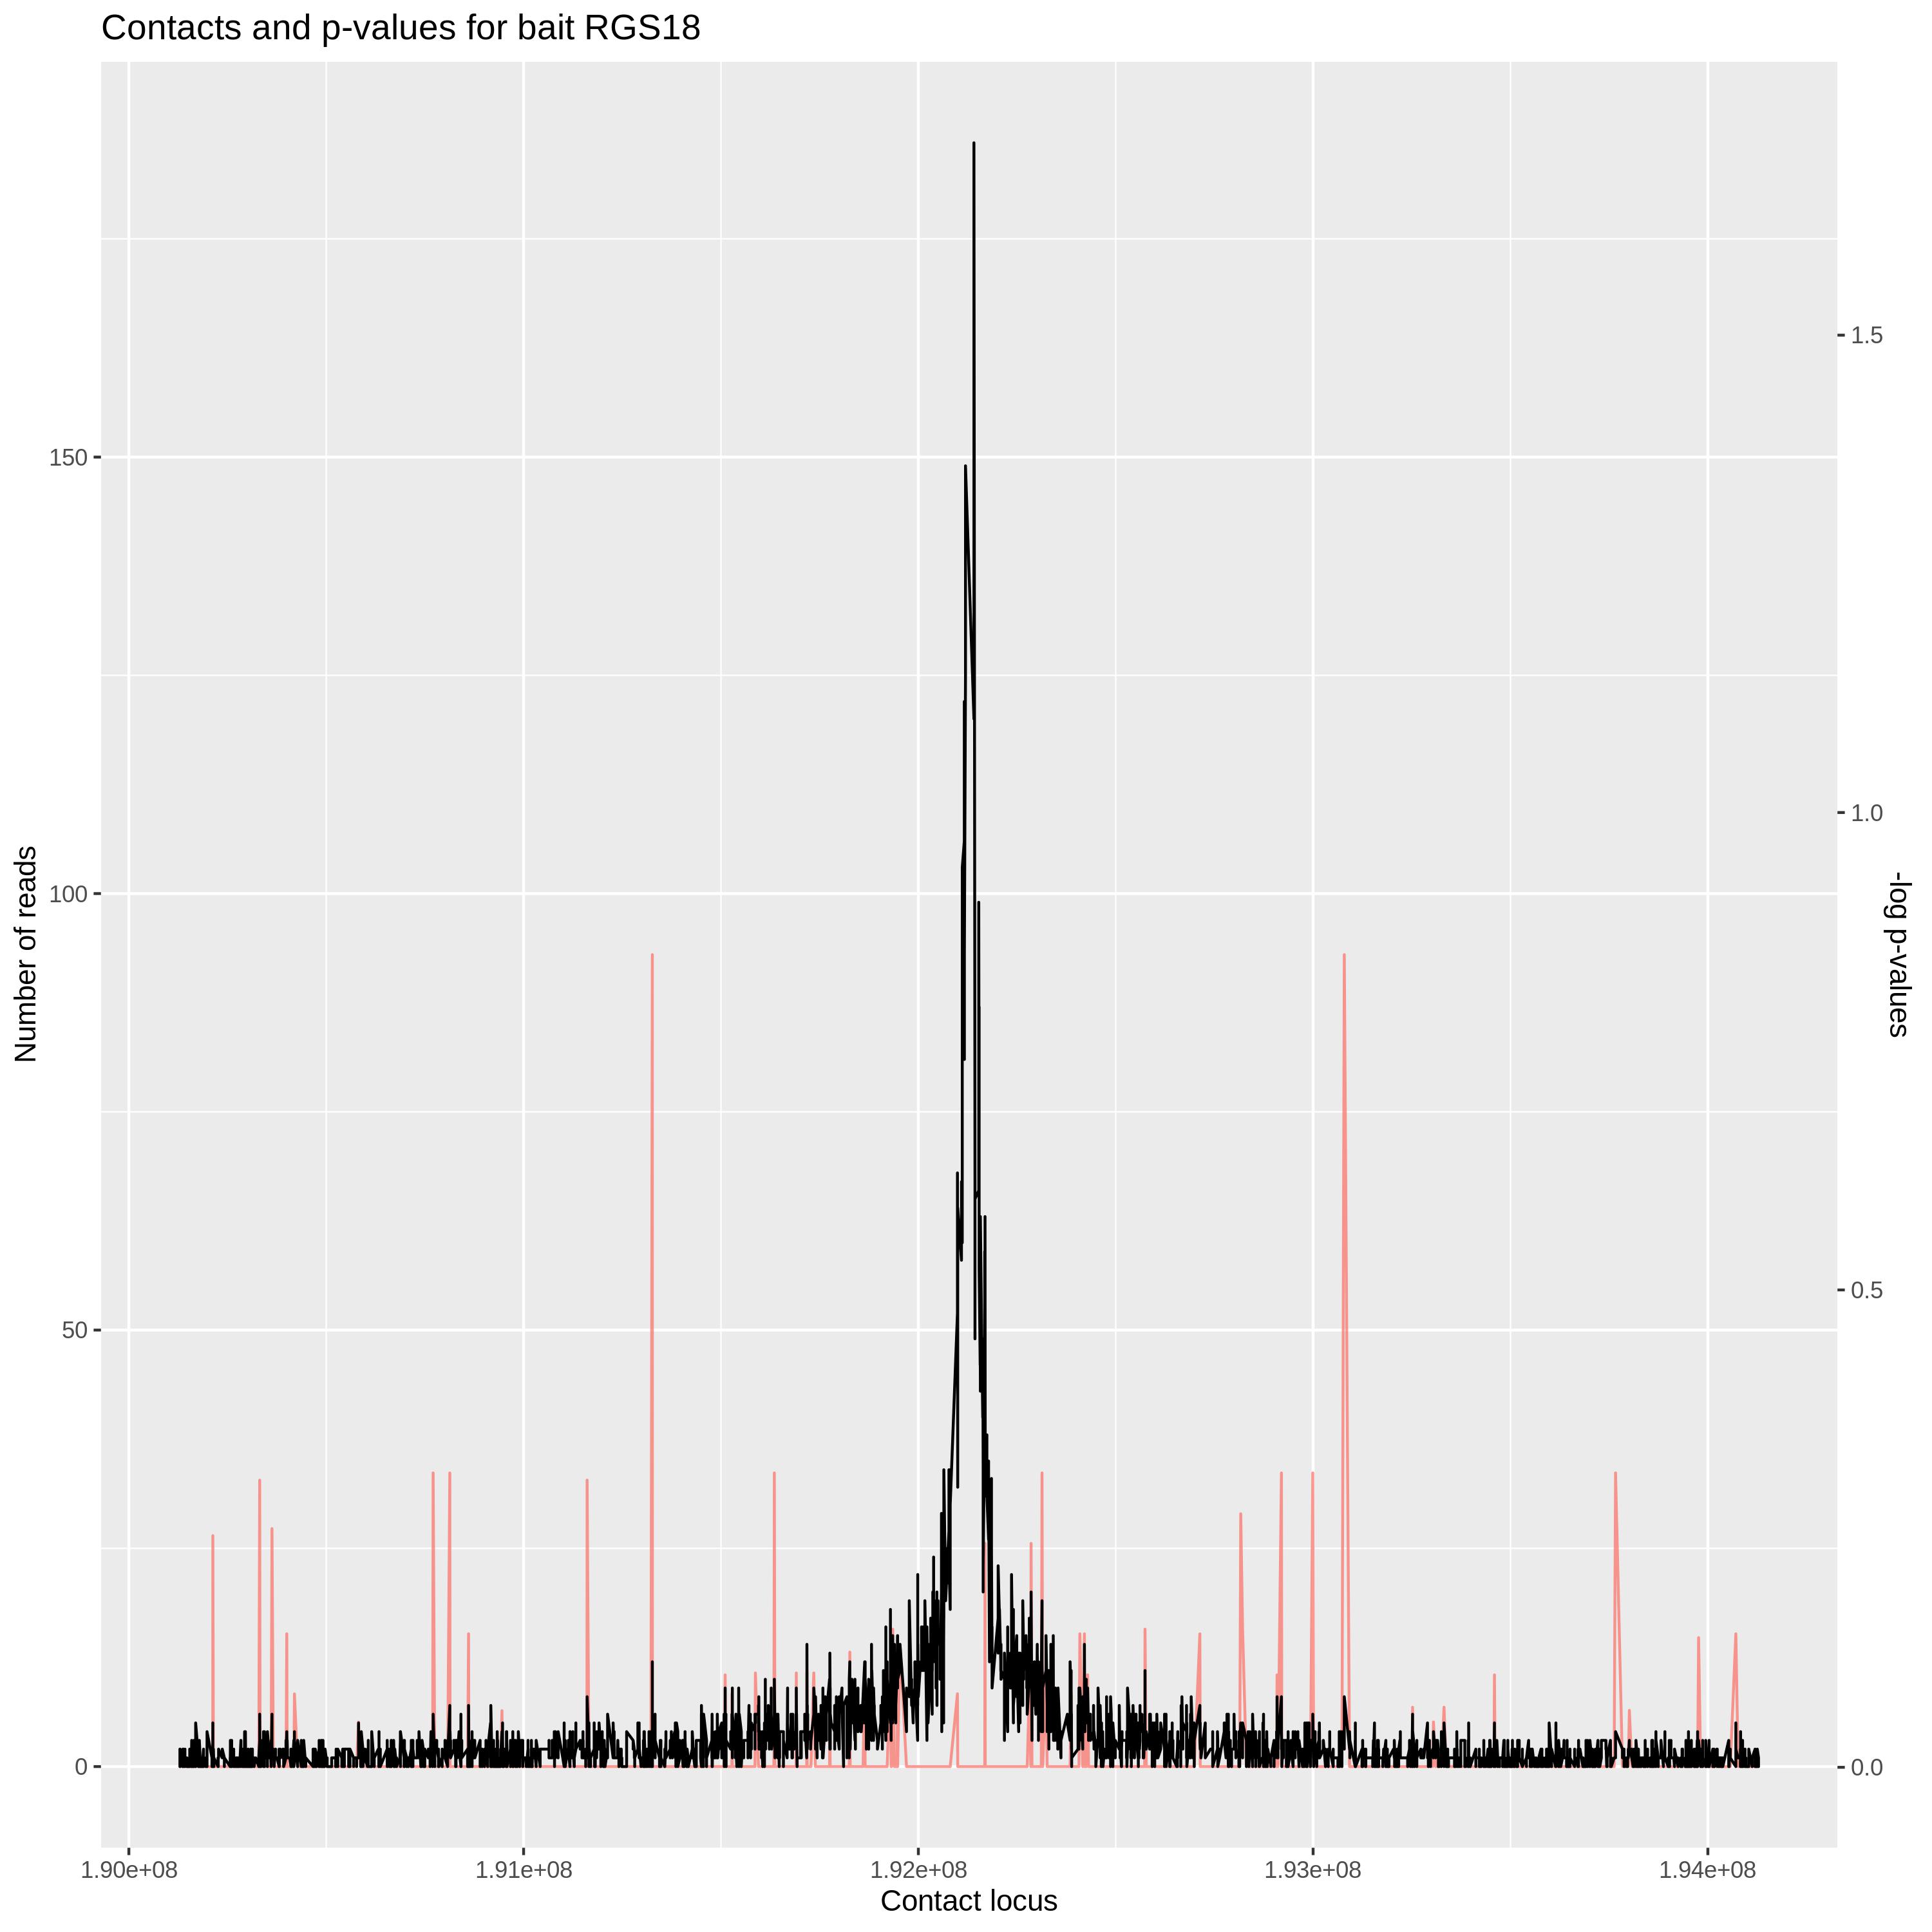 Contacts and p-values for bait RGS18
Number of reads
150
100
50
0
1.5
1.0
0.5
0.0
-log p-values
1.90e+08 1.91e+08 1.92e+08 1.93e+08 1.94e+08
Contact locus